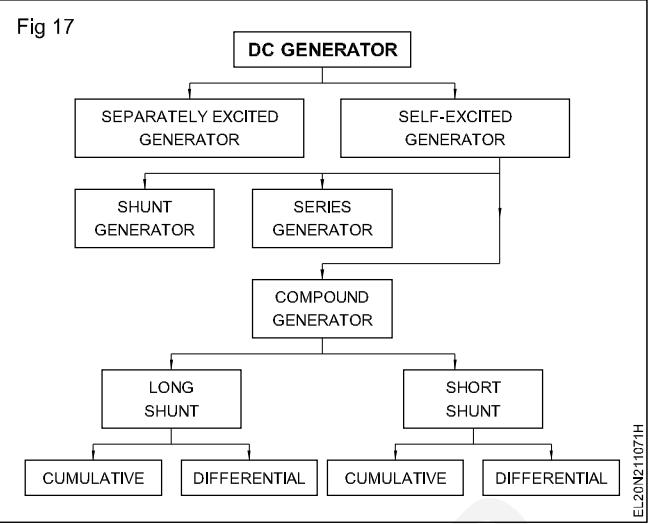 Fig 17
DC GENERATOR
SEPARATELY EXCITED
GENERATOR
SELF-EXCITED
GENERATOR
SHUNT
GENERATOR
SERIES
GENERATOR
COMPOUND
GENERATOR
LONG
SHUNT
SHORT
SHUNT
CUMULATIVE
DIFFERENTIAL
CUMULATIVE
DIFFERENTIAL
EL20N211071H